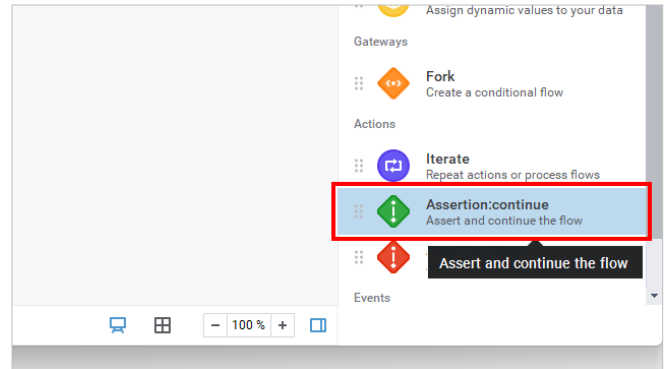 Assign dynamic values to your data
Gateways
Fork
Create a conditional flow
Actions
Iterate
Repeat actions or process flows
Assertion:continue
Assert and continue the flow
Assert and continue the flow
Events
− 100 % +